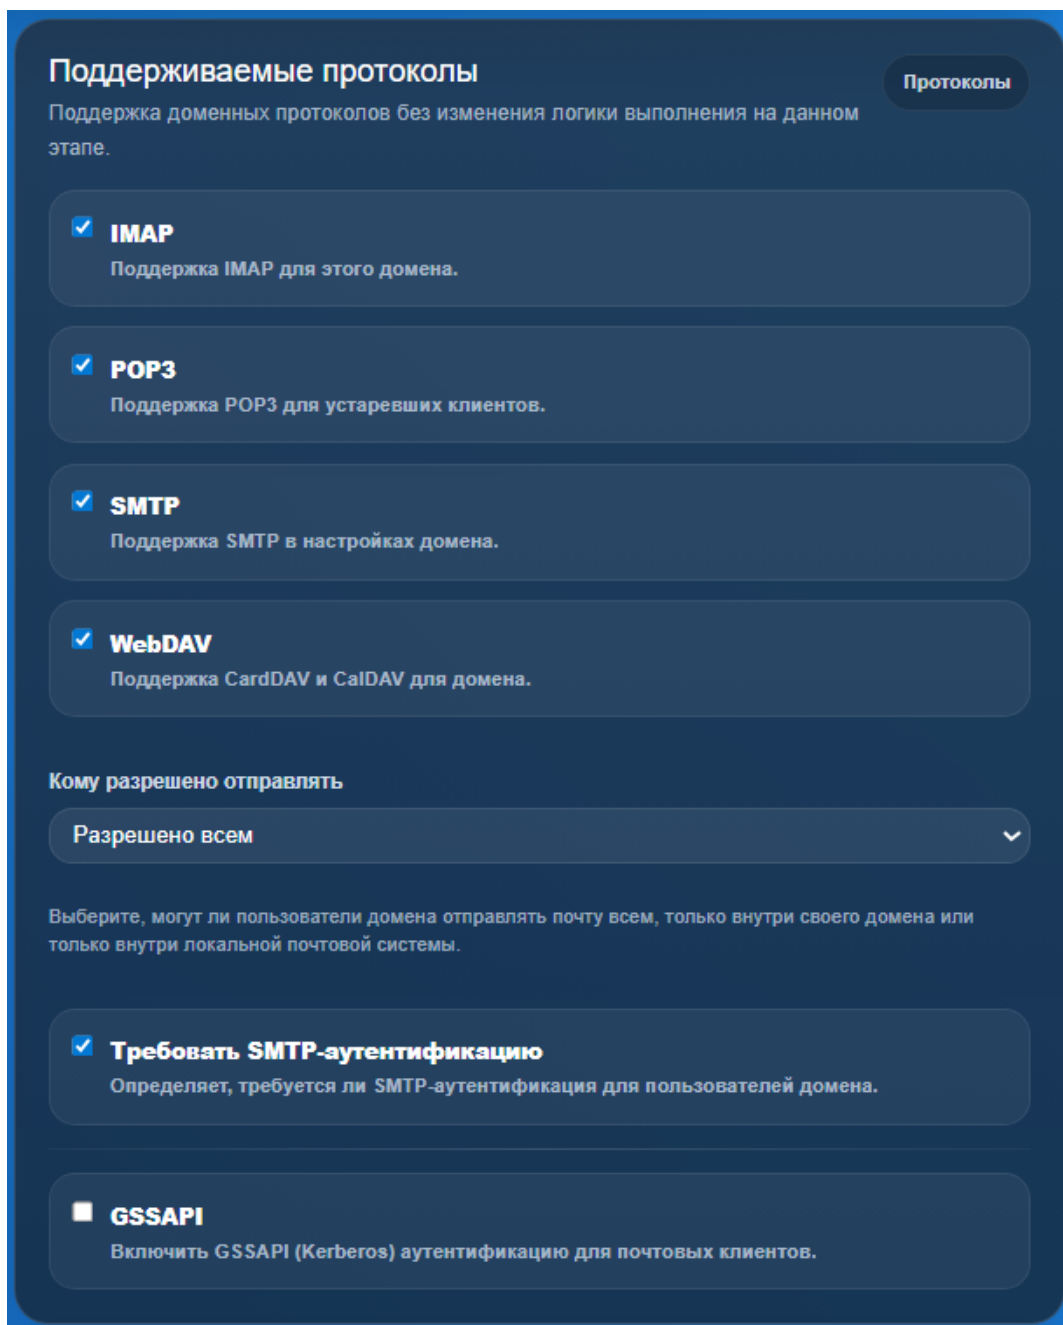 Поддерживаемые протоколы
Протоколы
Поддержка доменных протоколов без изменения логики выполнения на данном
этапе.
IMAP
Поддержка IMAP для этого домена.
POP3
Поддержка POP3 для устаревших клиентов.
SMTP
Поддержка SMTP в настройках домена.
WebDAV
Поддержка CardDAV и CalDAV для домена.
Кому разрешено отправлять
Разрешено всем
Выберите, могут ли пользователи домена отправлять почту всем, только внутри своего домена или
только внутри локальной почтовой системы.
Требовать SMTP-аутентификацию
Определяет, требуется ли SMTP-аутентификация для пользователей домена.
GSSAPI
Включить GSSAPI (Kerberos) аутентификацию для почтовых клиентов.